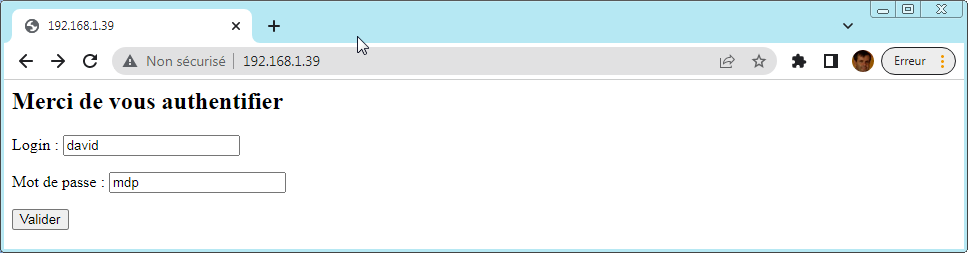 192.168.1.39
Non sécurisé 192.168.1.39 Erreur
Merci de vous authentifier
Login : david
Mot de passe : mdp
Valider